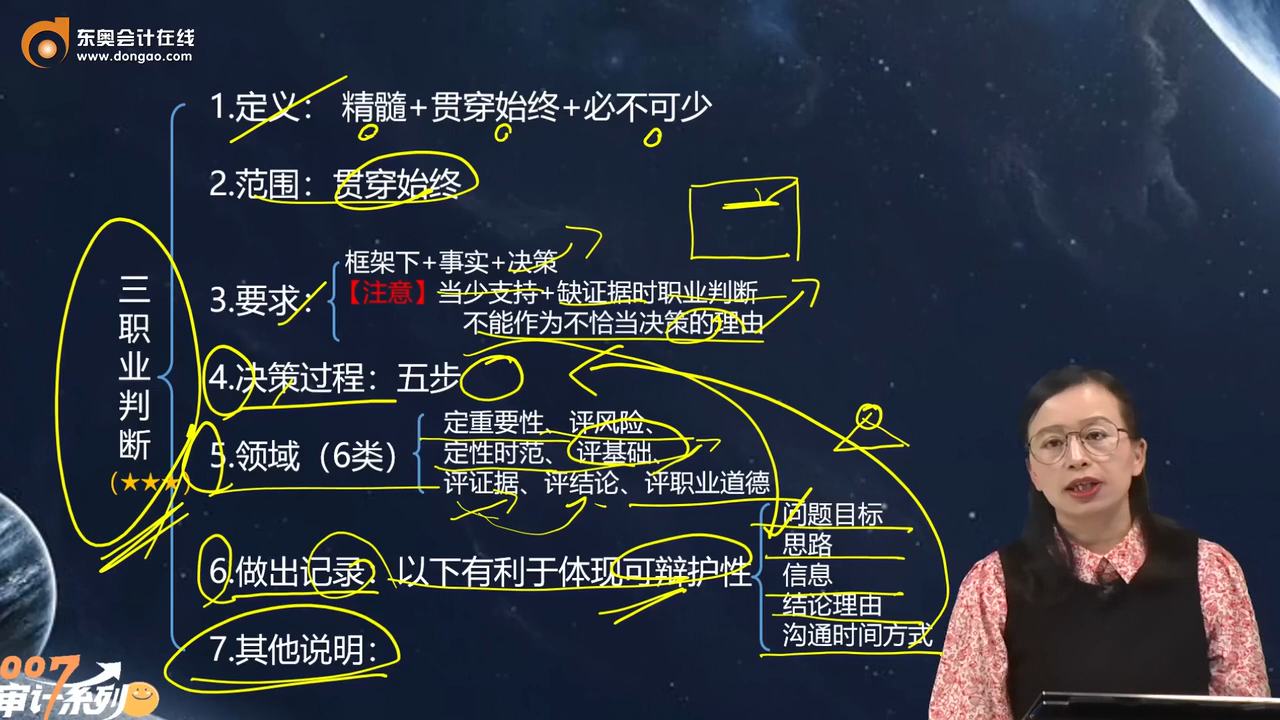 东奥会计在线
www.dongao.com
1.定义： 精髓+贯穿始终+必不可少
2.范围：贯穿始终
3.要求：
框架下+事实+决策
【注意】当少支持+缺证据时职业判断
不能作为不恰当决策的理由
三职业判断
（★★★）
4.决策过程：五步
5.领域（6类）
定重要性、评风险、
定性时范、评基础、
评证据、评结论、评职业道德
6.做出记录：以下有利于体现可辩护性
问题目标
思路
信息
结论理由
沟通时间方式
7.其他说明：
007
审计系列